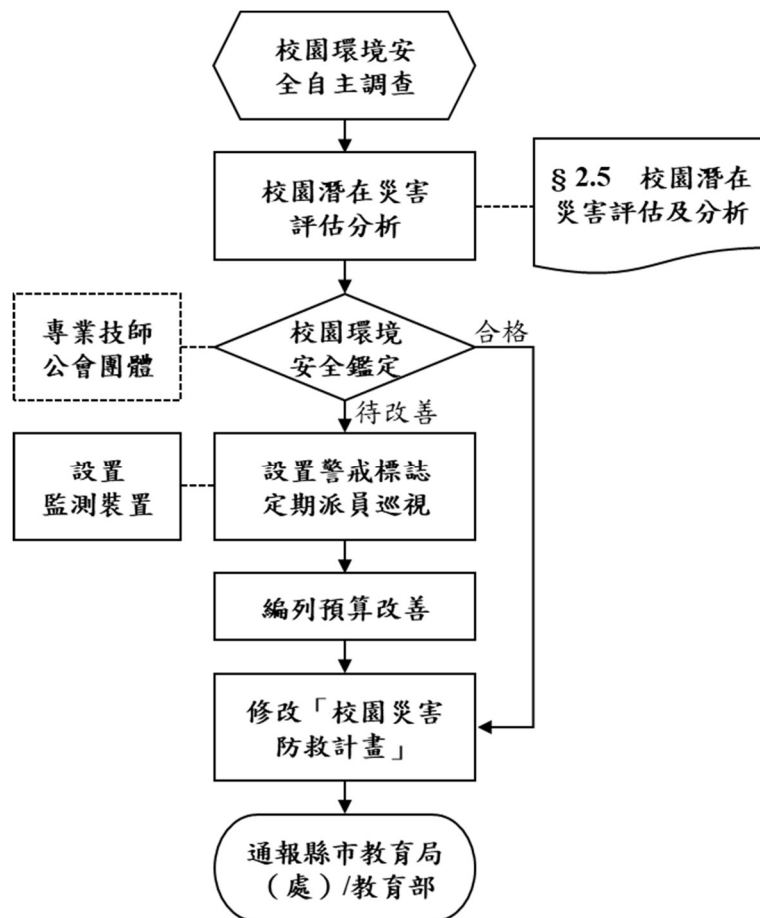 校園環境安
全自主調查
校園潛在災害
評估分析
§ 2.5 校園潛在
災害評估及分析
專業技師
公會團體
校園環境
安全鑑定
合格
待改善
設置
監測裝置
設置警戒標誌
定期派員巡視
編列預算改善
修改「校園災害
防救計畫」
通報縣市教育局
（處）/教育部